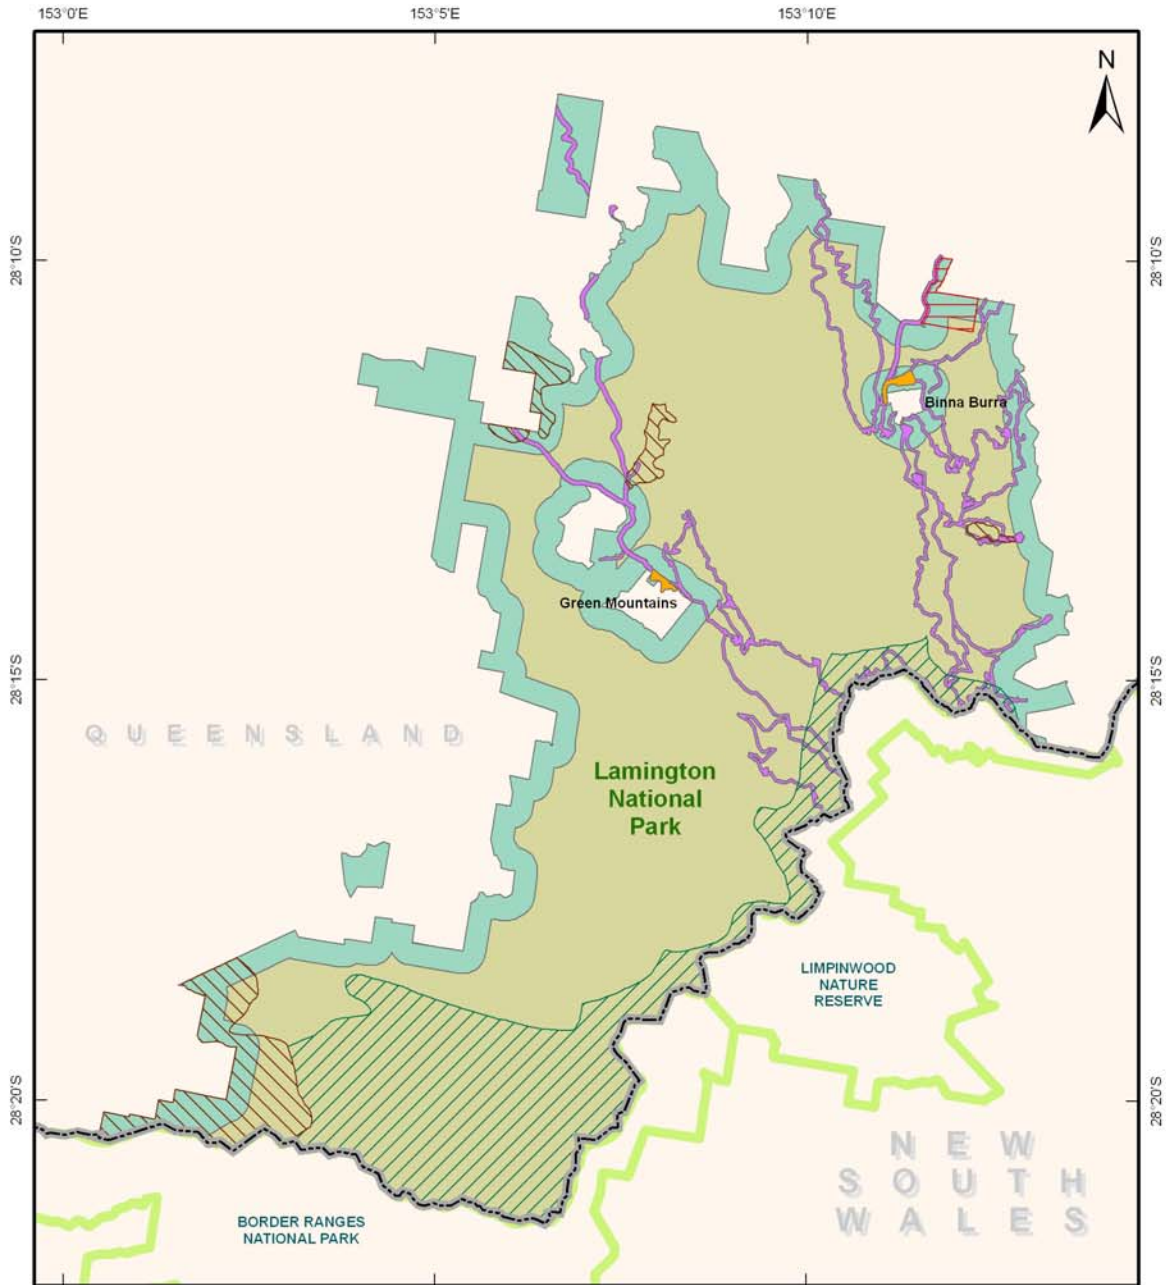 153°0'E 153°5'E 153°10'E
N
28°10'S 28°10'S
Binna Burra
Green Mountains
28°15'S 28°15'S
QUEENSLAND
Lamington
National
Park
LIMPINWOOD
NATURE
RESERVE
28°20'S 28°20'S
NEW
SOUTH
WALES
BORDER RANGES
NATIONAL PARK